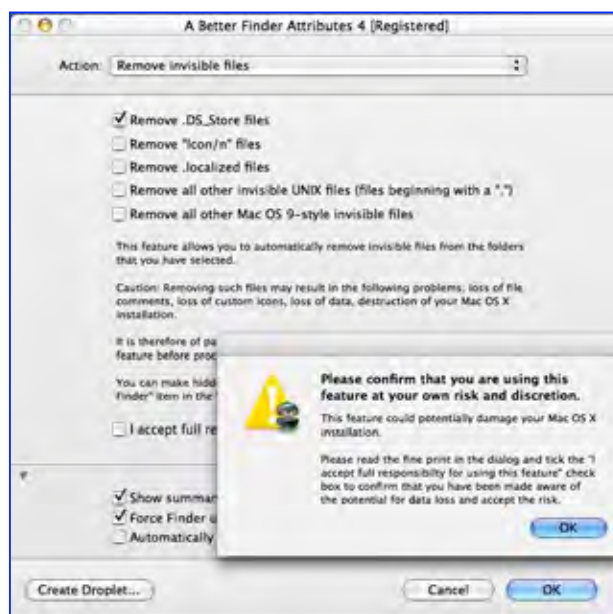 A Better Finder Attributes 4 [Registered]
Action: Remove invisible files
Remove .DS_Store files
Remove "Icon/n" files
Remove .localized files
Remove all other invisible UNIX files (files beginning with a ".")
Remove all other Mac OS 9-style invisible files
This feature allows you to automatically remove invisible files from the folders
that you have selected.
Caution: Removing such files may result in the following problems: loss of file
comments, loss of custom icons, loss of data, destruction of your Mac OS X
installation.
It is therefore of pa
feature before proc
You can make hidd
Finder" item in the
I accept full re
Please confirm that you are using this
feature at your own risk and discretion.
This feature could potentially damage your Mac OS X
installation.
Please read the fine print in the dialog and tick the "I
accept full responsibilty for using this feature" check
box to confirm that you have been made aware of
the potential for data loss and accept the risk.
OK
Show summar
Force Finder u
Automatically
Create Droplet...
Cancel
OK